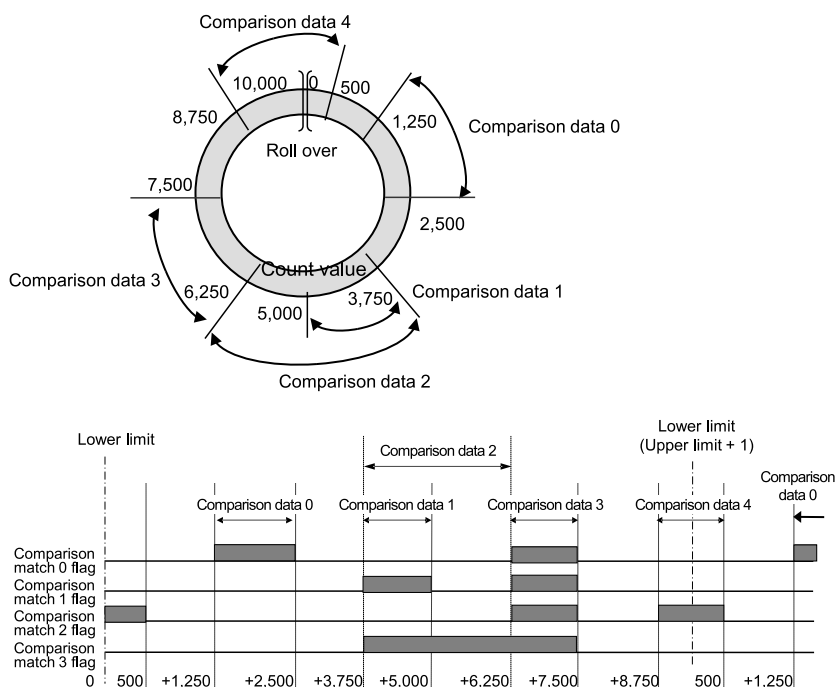 Comparison data 4
10,000
0
500
8,750
1,250
Comparison data 0
Roll over
7,500
2,500
Count value
Comparison data 3
6,250
3,750
Comparison data 1
5,000
Comparison data 2
Lower limit
Lower limit
(Upper limit + 1)
Comparison data 2
Comparison
data 0
Comparison data 0
Comparison data 1
Comparison data 3
Comparison data 4
Comparison
match 0 flag
Comparison
match 1 flag
Comparison
match 2 flag
Comparison
match 3 flag
0 500 +1,250 +2,500 +3,750 +5,000 +6,250 +7,500 +8,750 500 +1,250